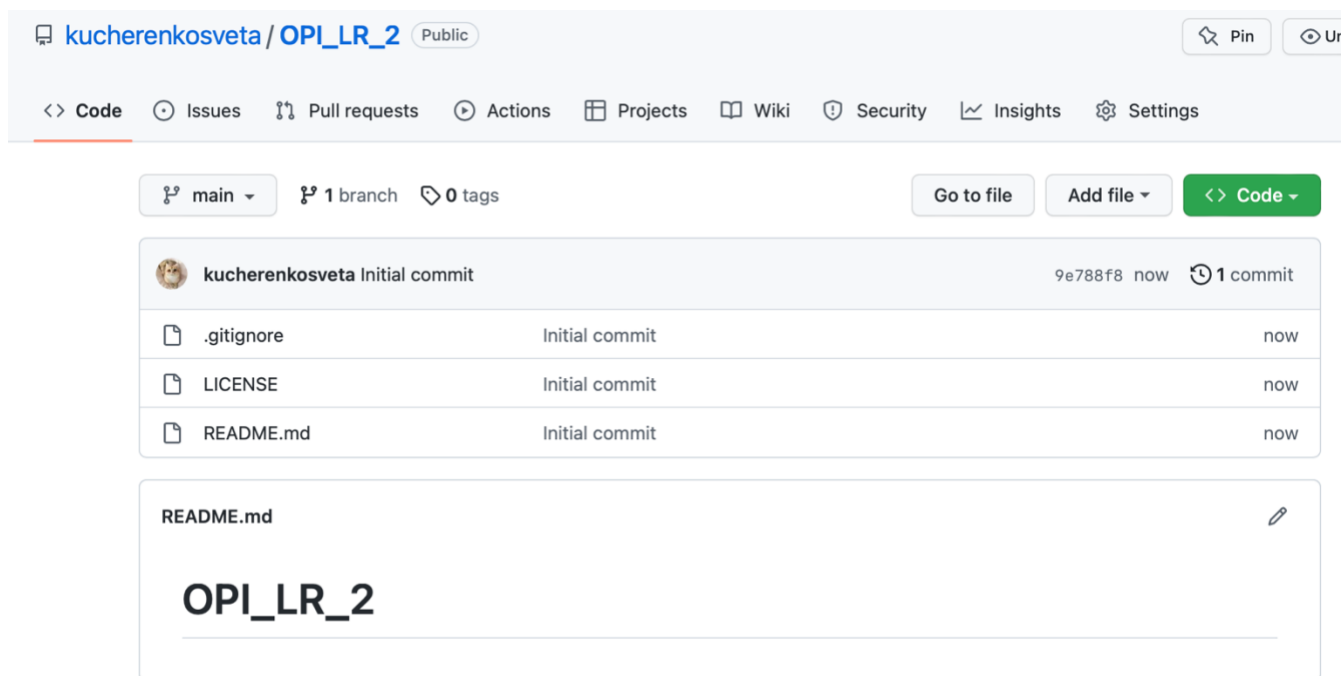 kucherenkosveta / OPI_LR_2 Public Pin
Code Issues Pull requests Actions Projects Wiki Security Insights Settings
main 1 branch 0 tags Go to file Add file Code
kucherenkosveta Initial commit 9e788f8 now 1 commit
.gitignore Initial commit now
LICENSE Initial commit now
README.md Initial commit now
README.md
OPI_LR_2